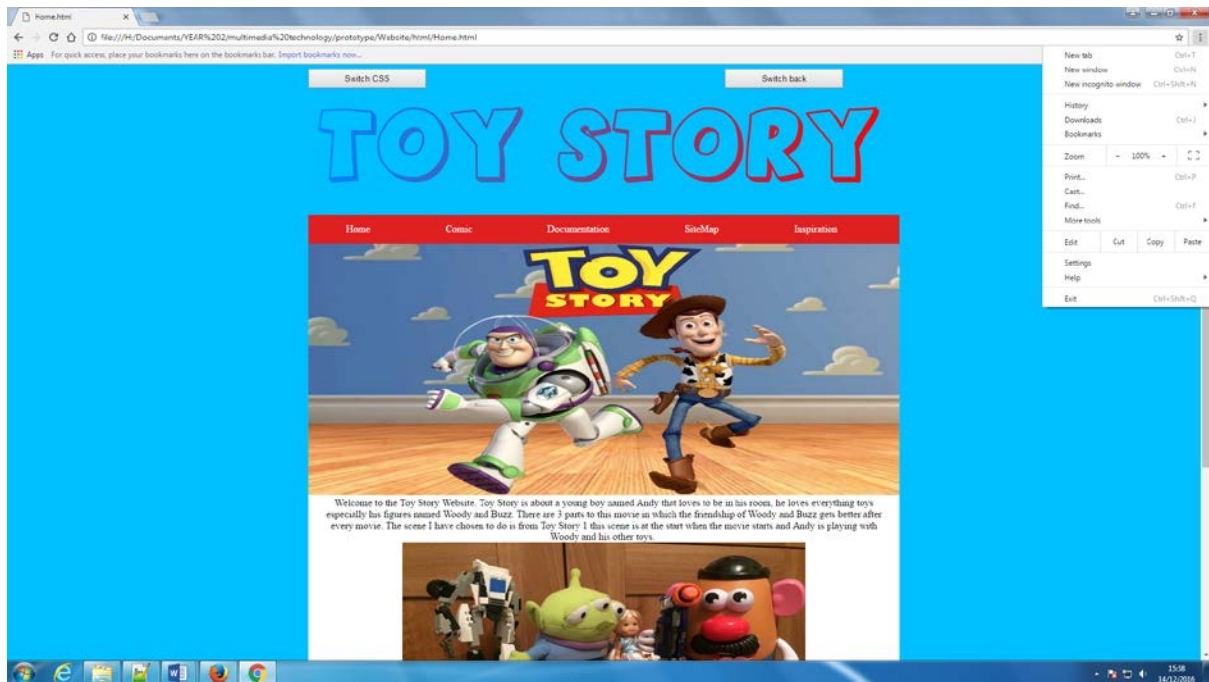 Home.html
file:///H:/Documents/YEAR%202/multimedia%20technology/prototype/Website/html/Home.html
Apps For quick access, place your bookmarks here on the bookmarks bar. Import bookmarks now...
New tab Ctrl+T
New window Ctrl+N
New incognito window Ctrl+Shift+N
History
Downloads Ctrl+J
Bookmarks
Zoom - 100% +
Print... Ctrl+P
Cast...
Find... Ctrl+F
More tools
Edit Cut Copy Paste
Settings
Help
Exit Ctrl+Shift+Q
Switch CSS Switch back
TOY STORY
Home Comic Documentation SiteMap Inspiration
TOY
STORY
Welcome to the Toy Story Website. Toy Story is about a young boy named Andy that loves to be in his room, he loves everything toys
especially his figures named Woody and Buzz. There are 3 parts to this movie in which the friendship of Woody and Buzz gets better after
every movie. The scene I have chosen to do is from Toy Story 1 this scene is at the start when the movie starts and Andy is playing with
Woody and his other toys.
15:58
14/12/2016